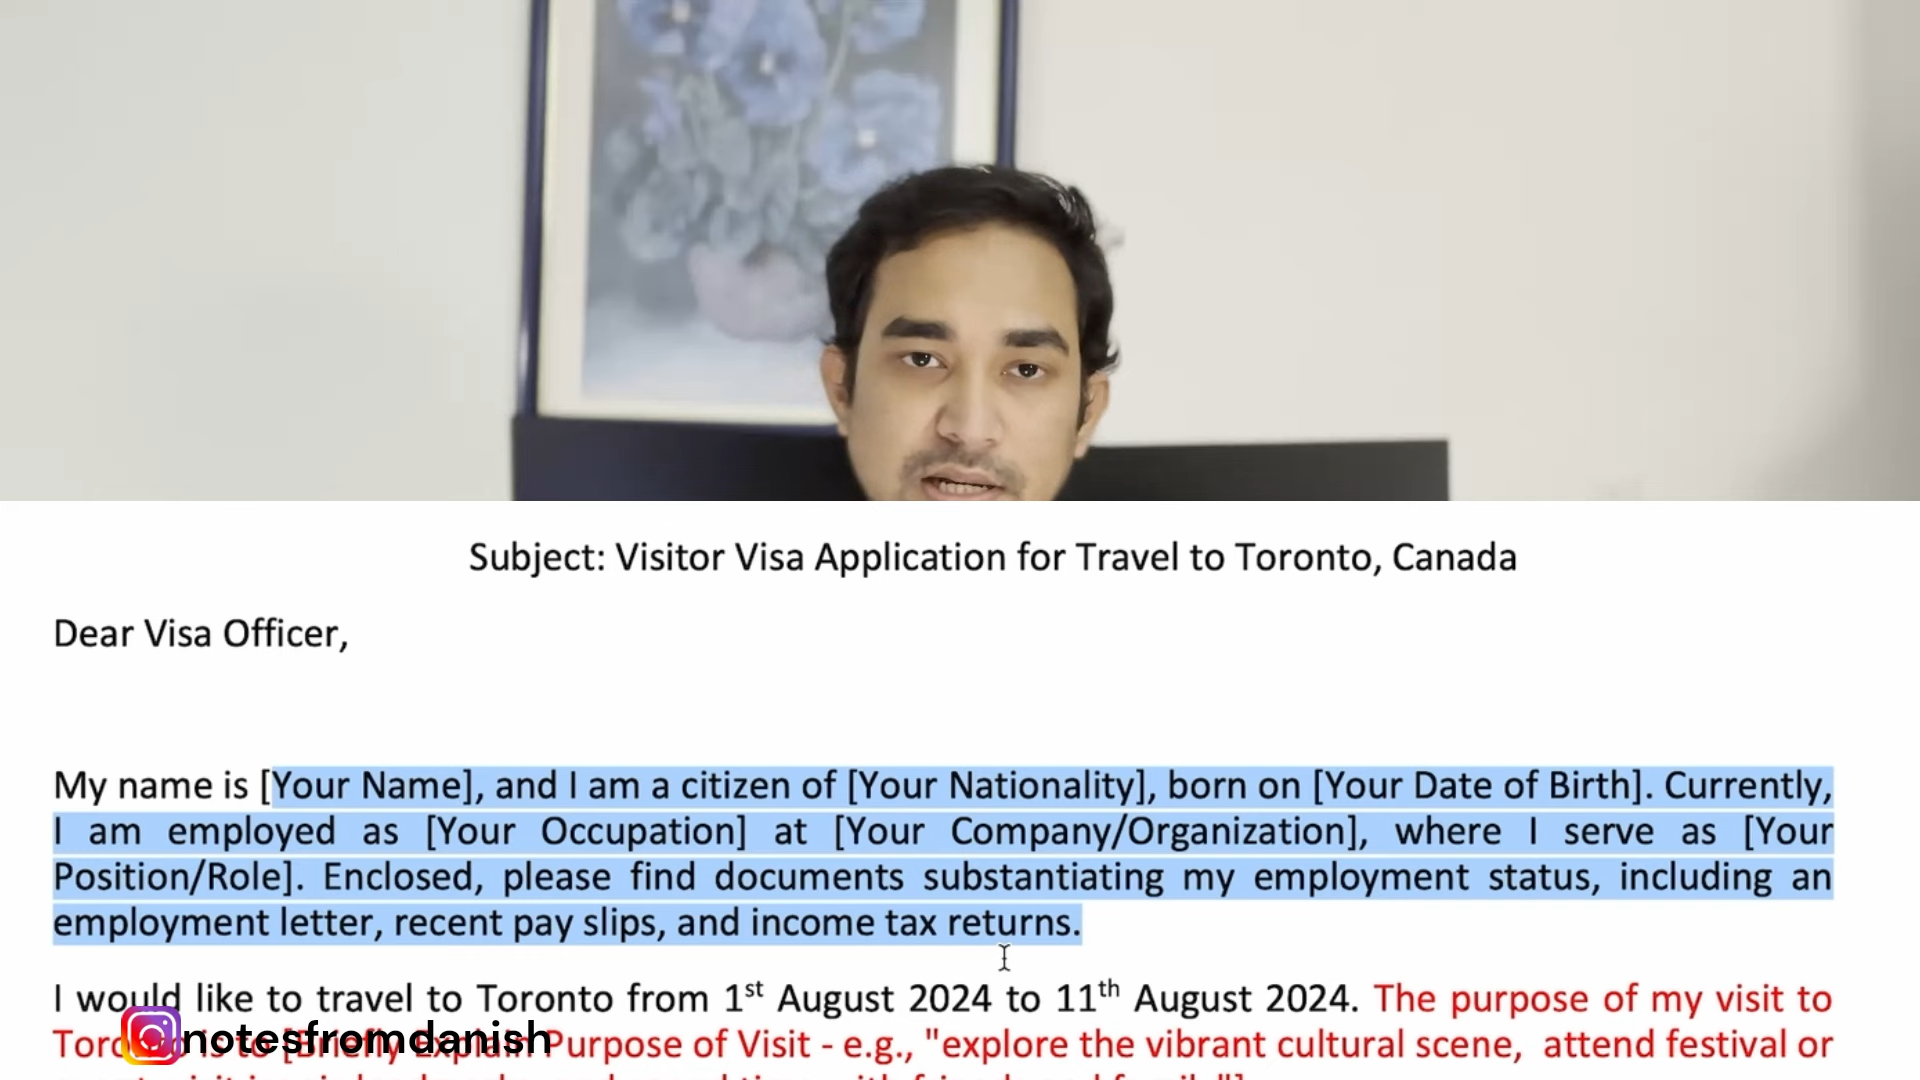 Subject: Visitor Visa Application for Travel to Toronto, Canada
Dear Visa Officer,
My name is [Your Name], and I am a citizen of [Your Nationality], born on [Your Date of Birth]. Currently,
I am employed as [Your Occupation] at [Your Company/Organization], where I serve as [Your
Position/Role]. Enclosed, please find documents substantiating my employment status, including an
employment letter, recent pay slips, and income tax returns.
I would like to travel to Toronto from 1st August 2024 to 11th August 2024. The purpose of my visit to
Purpose of Visit - e.g., "explore the vibrant cultural scene, attend festival or
notesfromdanish